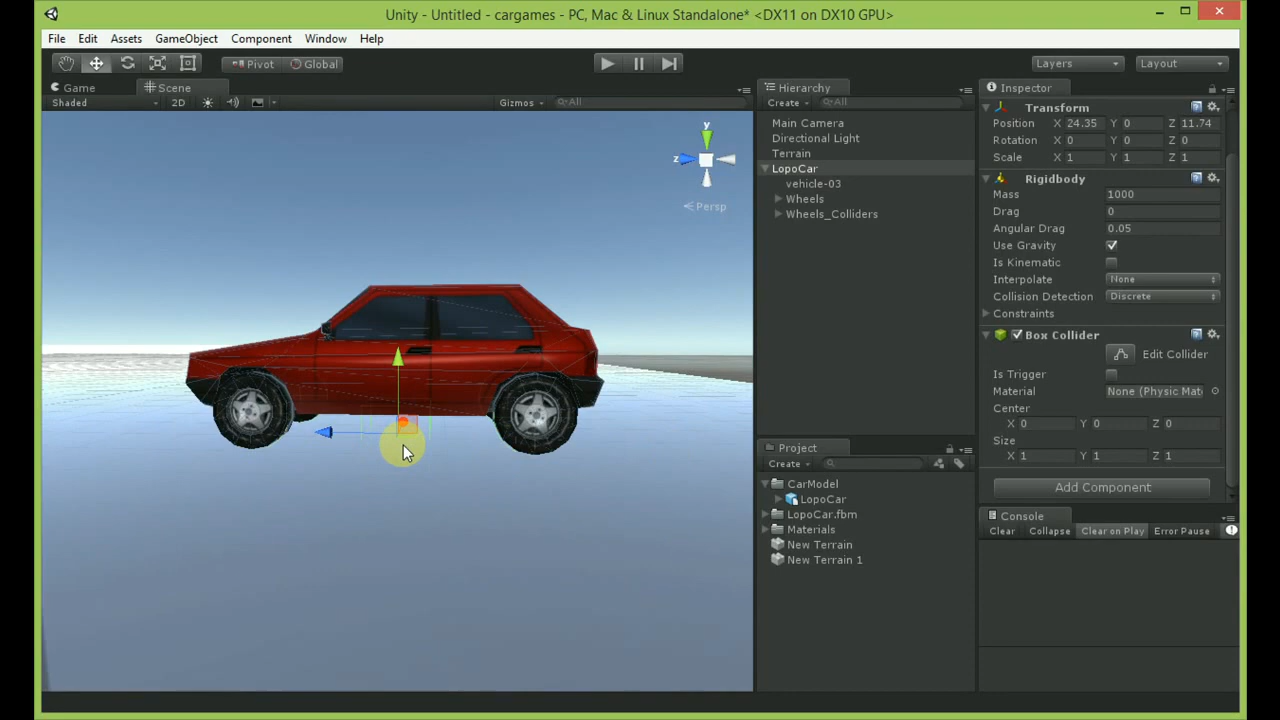 Unity - Untitled - cargames - PC, Mac & Linux Standalone* <DX11 on DX10 GPU>
File Edit Assets GameObject Component Window Help
Pivot Global Layers Layout
Game Scene
Shaded 2D Gizmos All
y
z
Persp
Hierarchy
Create All
Main Camera
Directional Light
Terrain
LopoCar
vehicle-03
Wheels
Wheels_Colliders
Project
Create
CarModel
LopoCar
LopoCar.fbm
Materials
New Terrain
New Terrain 1
Inspector
Transform
Position X 24.35 Y 0 Z 11.74
Rotation X 0 Y 0 Z 0
Scale X 1 Y 1 Z 1
Rigidbody
Mass 1000
Drag 0
Angular Drag 0.05
Use Gravity
Is Kinematic
Interpolate None
Collision Detection Discrete
Constraints
Box Collider
Edit Collider
Is Trigger
Material None (Physic Mat
Center
X 0 Y 0 Z 0
Size
X 1 Y 1 Z 1
Add Component
Console
Clear Collapse Clear on Play Error Pause